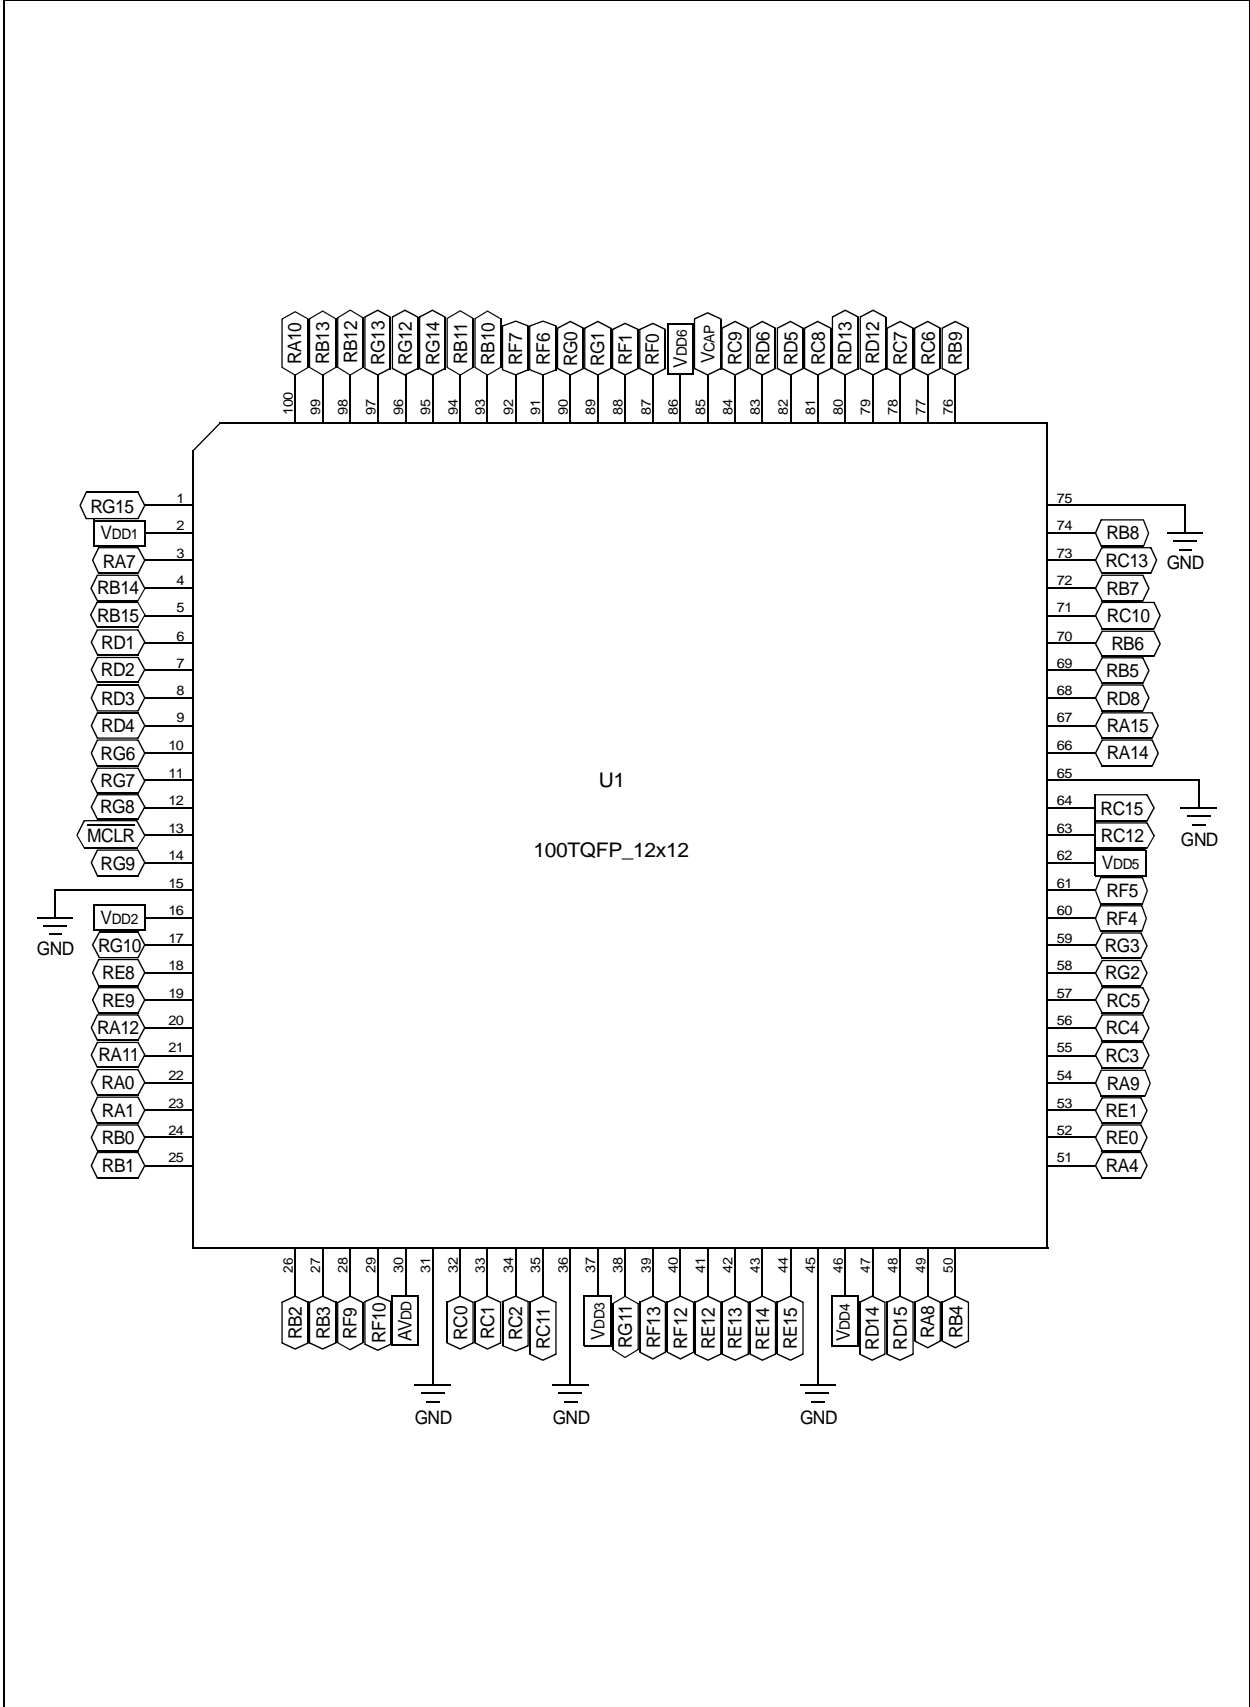 RA10 RB13 RB12 RG13 RG12 RG14 RB11 RB10 RF7 RF6 RG0 RG1 RF1 RF0 VDD6 VCAP RC9 RD6 RD5 RC8 RD13 RD12 RC7 RC6 RB9
100 99 98 97 96 95 94 93 92 91 90 89 88 87 86 85 84 83 82 81 80 79 78 77 76
RG15 1
VDD1 2
RA7 3
RB14 4
RB15 5
RD1 6
RD2 7
RD3 8
RD4 9
RG6 10
RG7 11
RG8 12
MCLR 13
RG9 14
15
GND
VDD2 16
RG10 17
RE8 18
RE9 19
RA12 20
RA11 21
RA0 22
RA1 23
RB0 24
RB1 25
U1
100TQFP_12x12
75
GND
74 RB8
73 RC13
72 RB7
71 RC10
70 RB6
69 RB5
68 RD8
67 RA15
66 RA14
65
GND
64 RC15
63 RC12
62 VDD5
61 RF5
60 RF4
59 RG3
58 RG2
57 RC5
56 RC4
55 RC3
54 RA9
53 RE1
52 RE0
51 RA4
26 27 28 29 30 31 32 33 34 35 36 37 38 39 40 41 42 43 44 45 46 47 48 49 50
RB2 RB3 RF9 RF10 AVDD RC0 RC1 RC2 RC11 VDD3 RG11 RF13 RF12 RE12 RE13 RE14 RE15 VDD4 RD14 RD15 RA8 RB4
GND GND GND